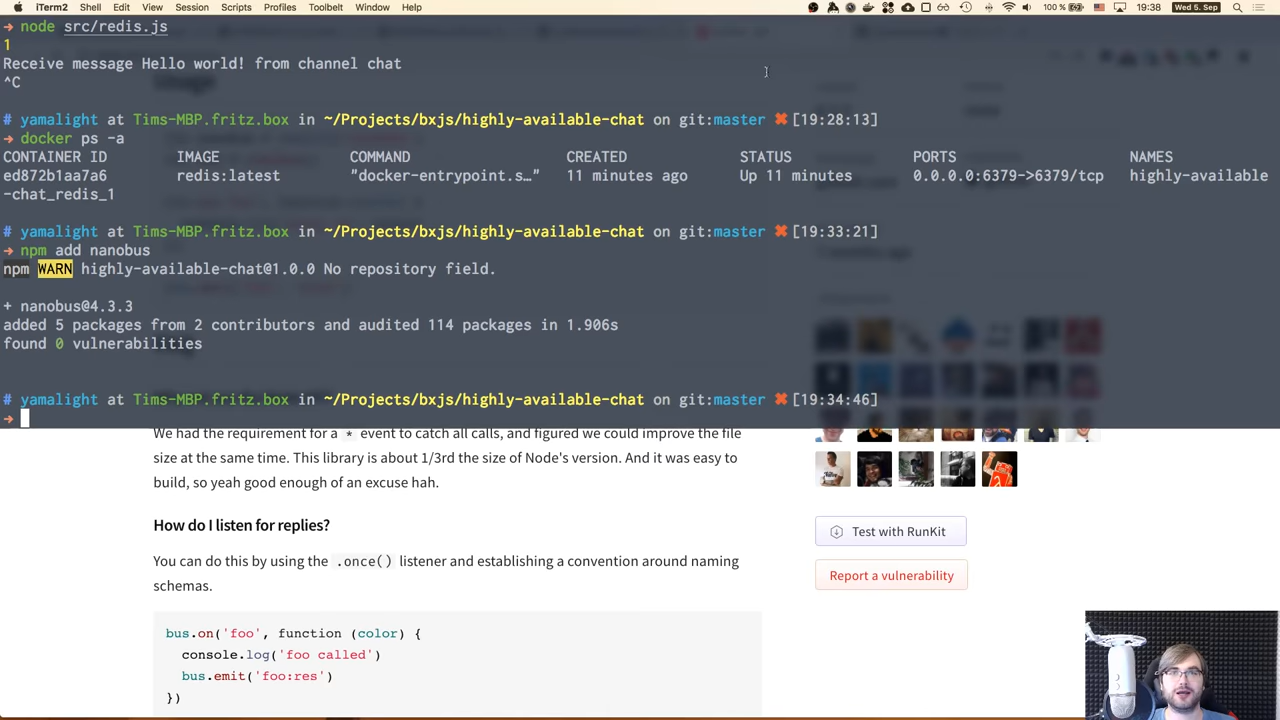 iTerm2 Shell Edit View Session Scripts Profiles Toolbelt Window Help 100 % 19:38 Wed 5. Sep
➜ node src/redis.js
1
Receive message Hello world! from channel chat
^C
# yamalight at Tims-MBP.fritz.box in ~/Projects/bxjs/highly-available-chat on git:master ✖ [19:28:13]
➜ docker ps -a
CONTAINER ID IMAGE COMMAND CREATED STATUS PORTS NAMES
ed872b1aa7a6 redis:latest "docker-entrypoint.s…" 11 minutes ago Up 11 minutes 0.0.0.0:6379->6379/tcp highly-available
-chat_redis_1
# yamalight at Tims-MBP.fritz.box in ~/Projects/bxjs/highly-available-chat on git:master ✖ [19:33:21]
➜ npm add nanobus
npm WARN highly-available-chat@1.0.0 No repository field.
+ nanobus@4.3.3
added 5 packages from 2 contributors and audited 114 packages in 1.906s
found 0 vulnerabilities
# yamalight at Tims-MBP.fritz.box in ~/Projects/bxjs/highly-available-chat on git:master ✖ [19:34:46]
➜
We had the requirement for a * event to catch all calls, and figured we could improve the file
size at the same time. This library is about 1/3rd the size of Node's version. And it was easy to
build, so yeah good enough of an excuse hah.
How do I listen for replies?
You can do this by using the .once() listener and establishing a convention around naming
schemas.
bus.on('foo', function (color) {
console.log('foo called')
bus.emit('foo:res')
})
Test with RunKit
Report a vulnerability